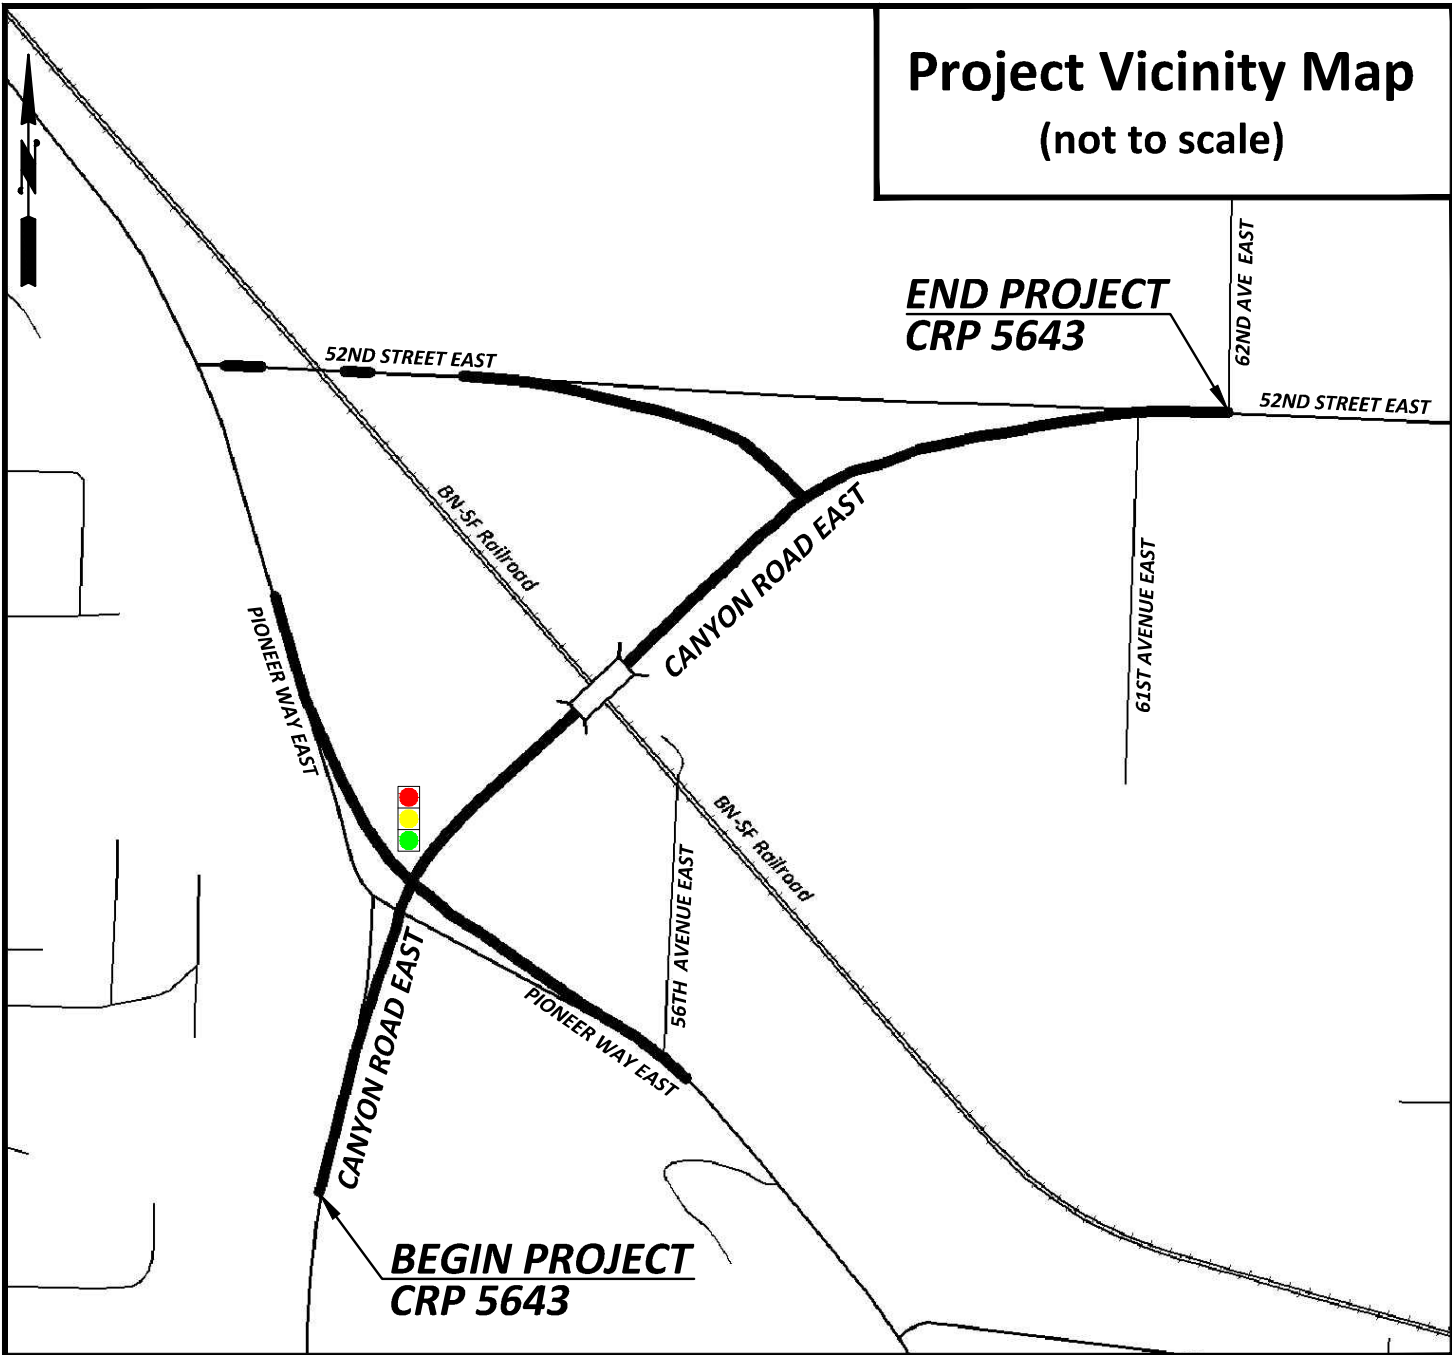 Project Vicinity Map
(not to scale)
N
62ND AVE EAST
END PROJECT
CRP 5643
52ND STREET EAST
52ND STREET EAST
BN-SF Railroad
CANYON ROAD EAST
61ST AVENUE EAST
PIONEER WAY EAST
BN-SF Railroad
56TH AVENUE EAST
CANYON ROAD EAST
PIONEER WAY EAST
BEGIN PROJECT
CRP 5643